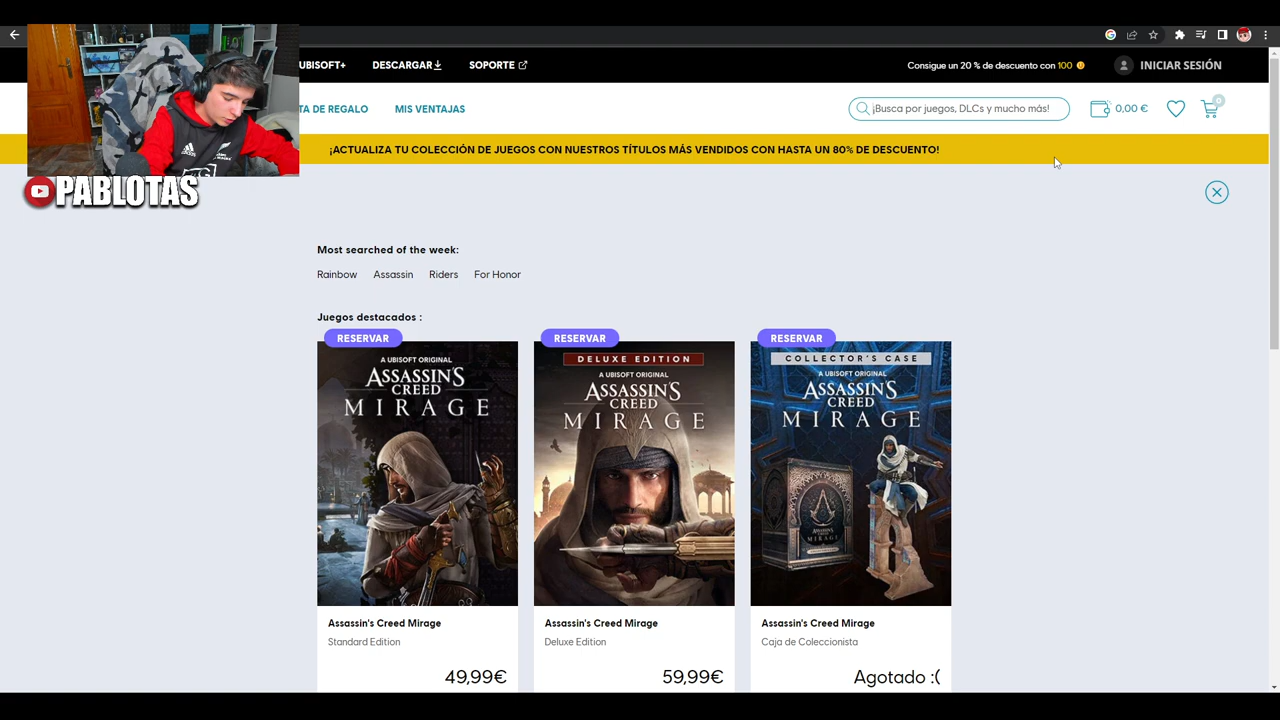 UBISOFT+ DESCARGAR SOPORTE Consigue un 20 % de descuento con 100 INICIAR SESIÓN
TA DE REGALO MIS VENTAJAS ¡Busca por juegos, DLCs y mucho más! 0,00 € 0
¡ACTUALIZA TU COLECCIÓN DE JUEGOS CON NUESTROS TÍTULOS MÁS VENDIDOS CON HASTA UN 80% DE DESCUENTO!
PABLOTAS
adidas
Most searched of the week:
Rainbow Assassin Riders For Honor
Juegos destacados :
RESERVAR
A UBISOFT ORIGINAL
ASSASSIN'S
CREED
MIRAGE
Assassin's Creed Mirage
Standard Edition
49,99€
RESERVAR
DELUXE EDITION
A UBISOFT ORIGINAL
ASSASSIN'S
CREED
MIRAGE
Assassin's Creed Mirage
Deluxe Edition
59,99€
RESERVAR
COLLECTOR'S CASE
A UBISOFT ORIGINAL
ASSASSIN'S
CREED
MIRAGE
ASSASSIN'S
CREED
MIRAGE
Assassin's Creed Mirage
Caja de Coleccionista
Agotado :(